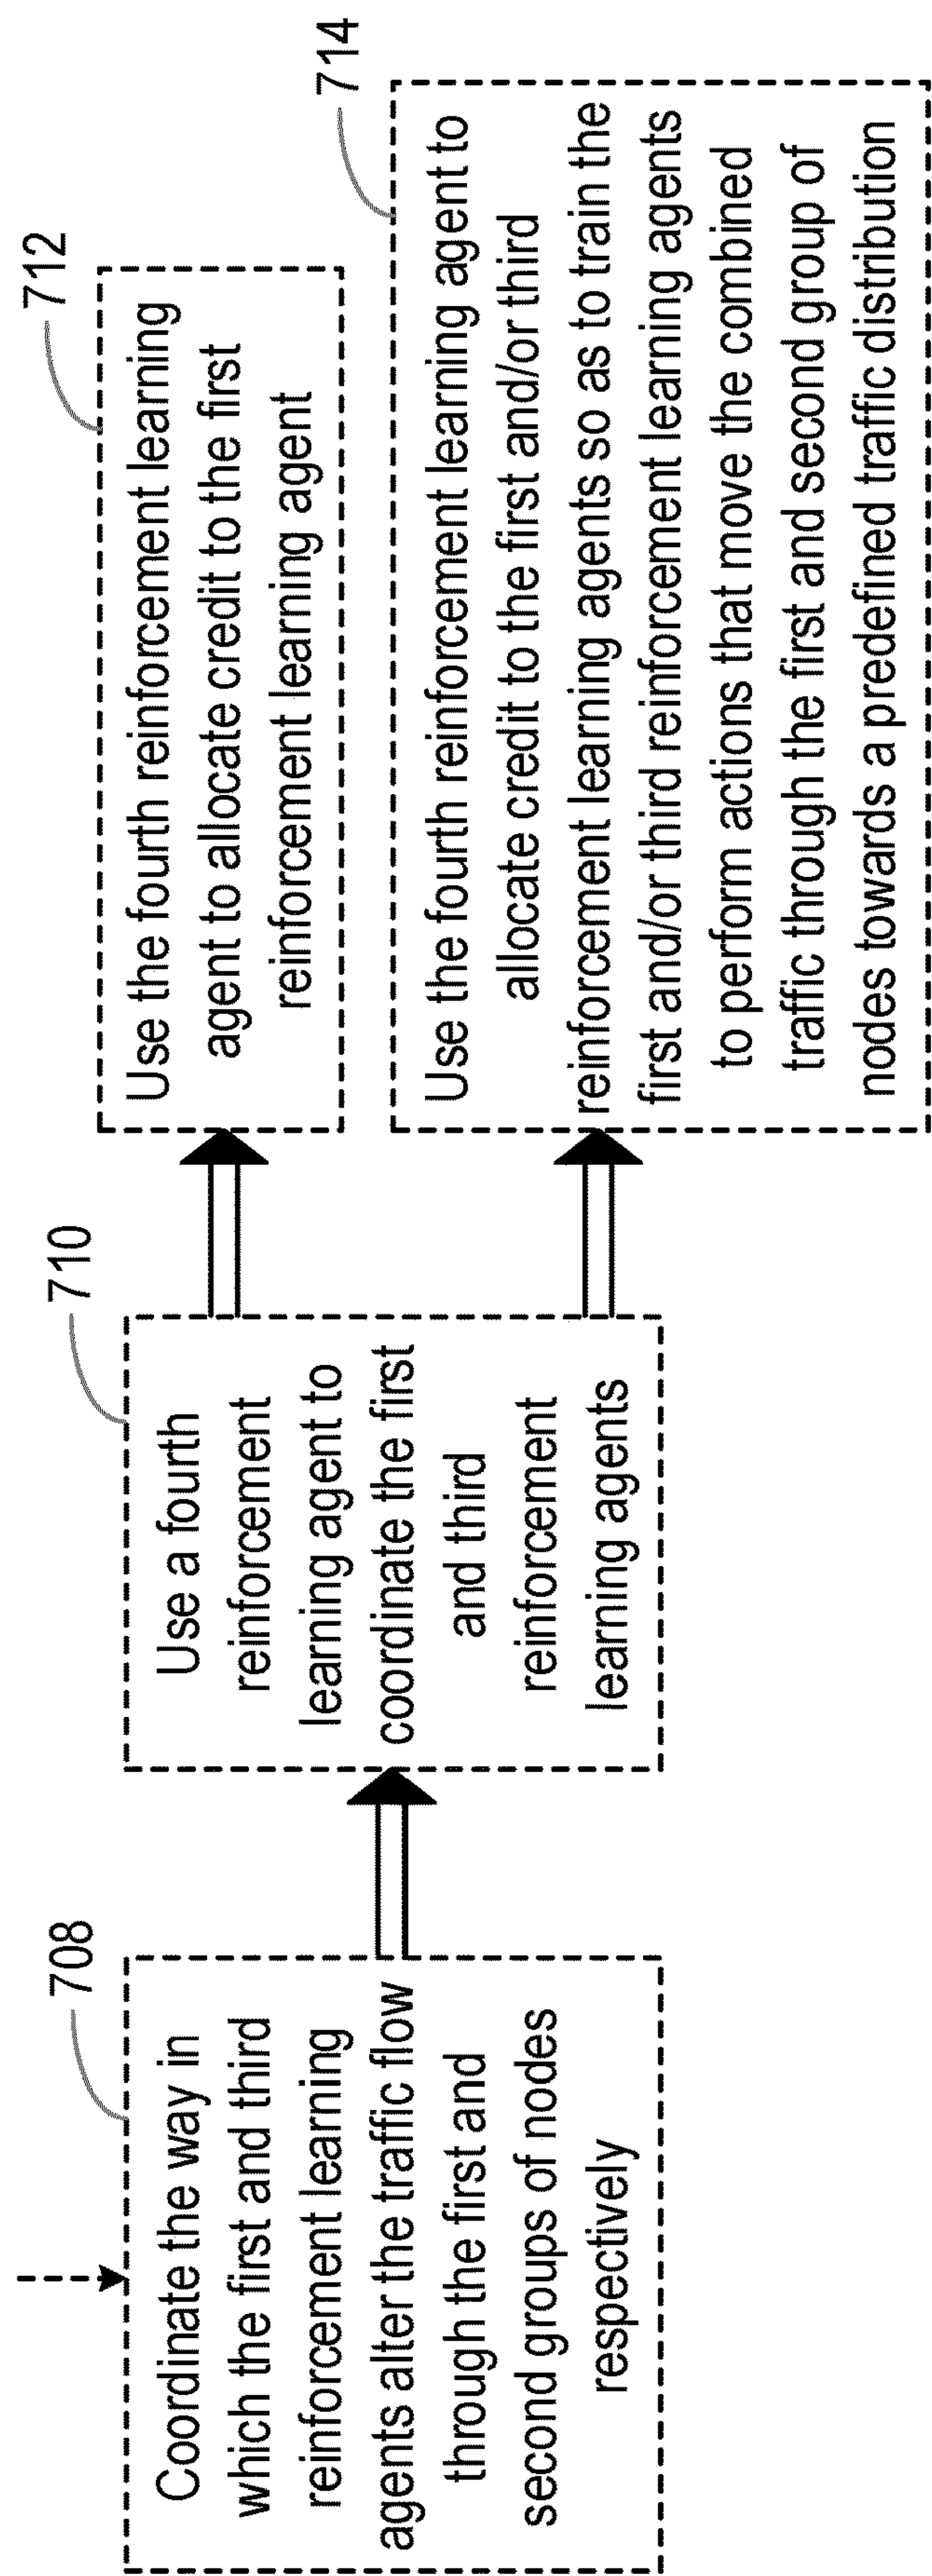 708
Coordinate the way in
which the first and third
reinforcement learning
agents alter the traffic flow
through the first and
second groups of nodes
respectively
710
Use a fourth
reinforcement
learning agent to
coordinate the first
and third
reinforcement
learning agents
712
Use the fourth reinforcement learning
agent to allocate credit to the first
reinforcement learning agent
714
Use the fourth reinforcement learning agent to
allocate credit to the first and/or third
reinforcement learning agents so as to train the
first and/or third reinforcement learning agents
to perform actions that move the combined
traffic through the first and second group of
nodes towards a predefined traffic distribution